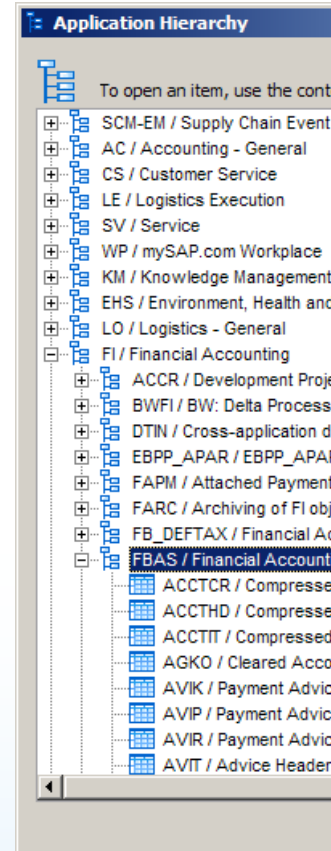 Application Hierarchy
To open an item, use the cont
SCM-EM / Supply Chain Event
AC / Accounting - General
CS / Customer Service
LE / Logistics Execution
SV / Service
WP / mySAP.com Workplace
KM / Knowledge Management
EHS / Environment, Health and
LO / Logistics - General
FI / Financial Accounting
ACCR / Development Proje
BWFI / BW: Delta Process
DTIN / Cross-application d
EBPP_APAR / EBPP_APAR
FAPM / Attached Payment
FARC / Archiving of FI obj
FB_DEFTAX / Financial Ac
FBAS / Financial Account
ACCTCR / Compresse
ACCTHD / Compresse
ACCTIT / Compressed
AGKO / Cleared Acco
AVIK / Payment Advic
AVIP / Payment Advic
AVIR / Payment Advic
AVIT / Advice Header